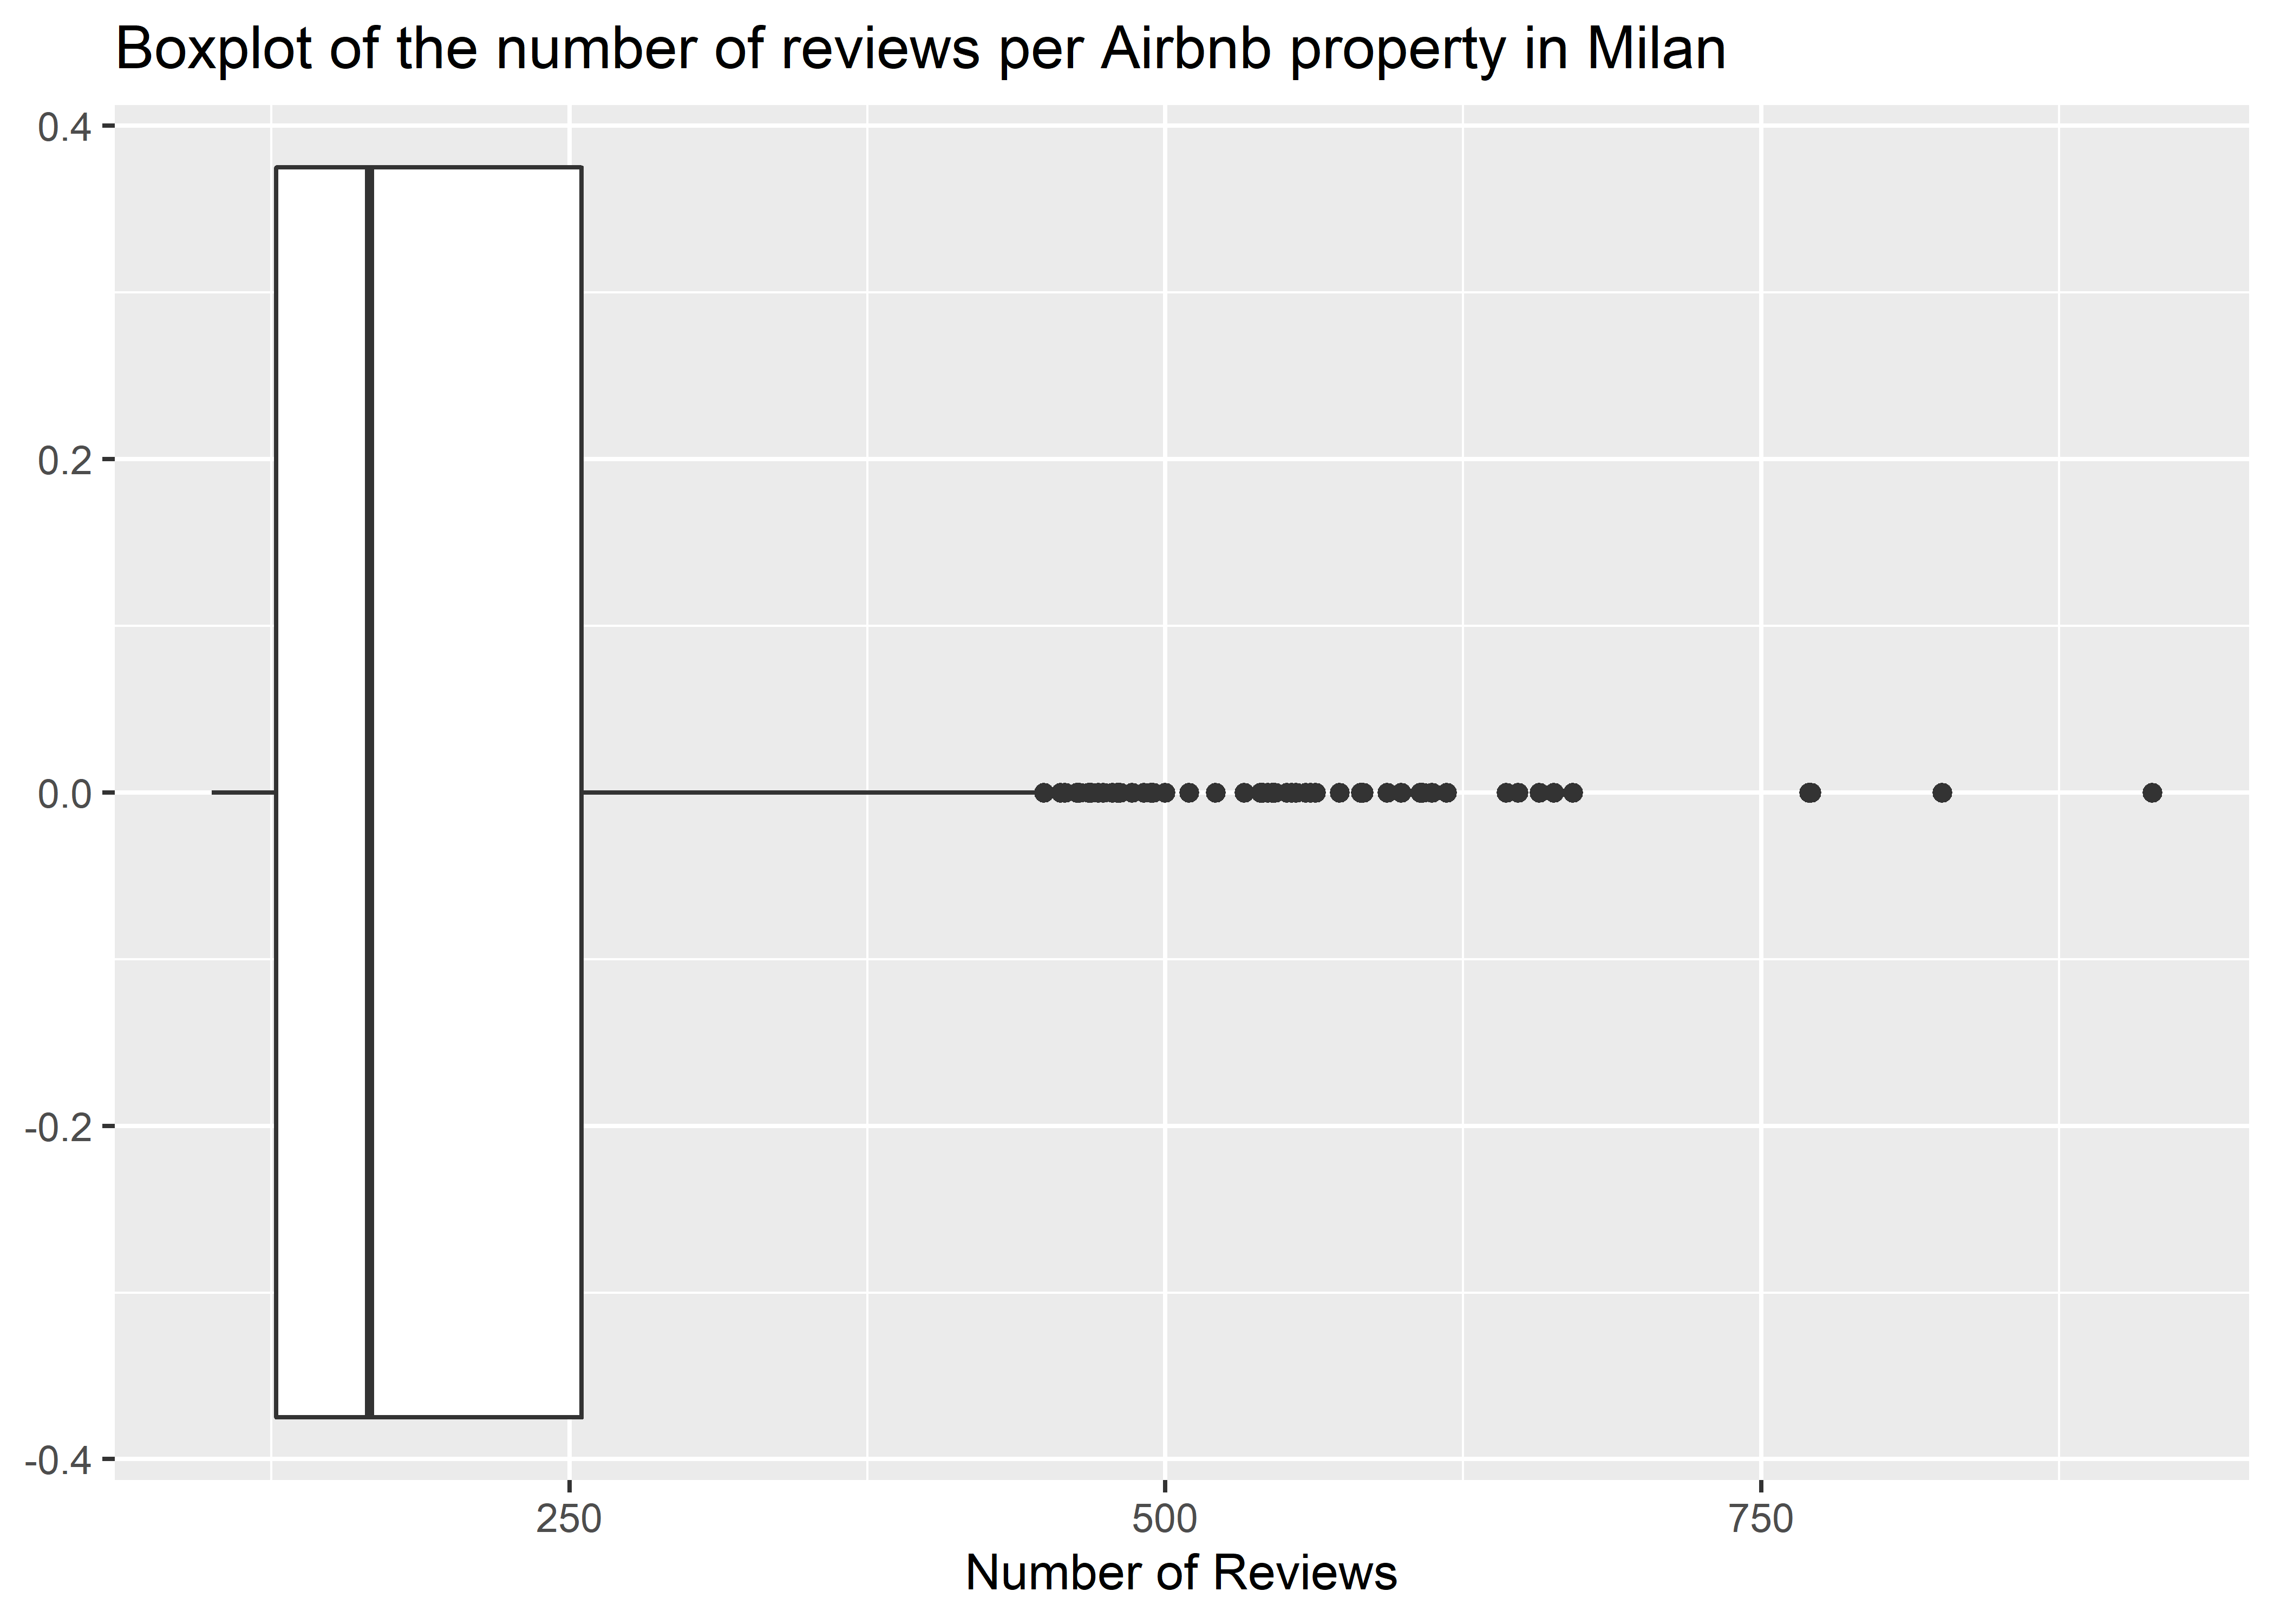 Boxplot of the number of reviews per Airbnb property in Milan
0.4
0.2
0.0
-0.2
-0.4
250 500 750
Number of Reviews